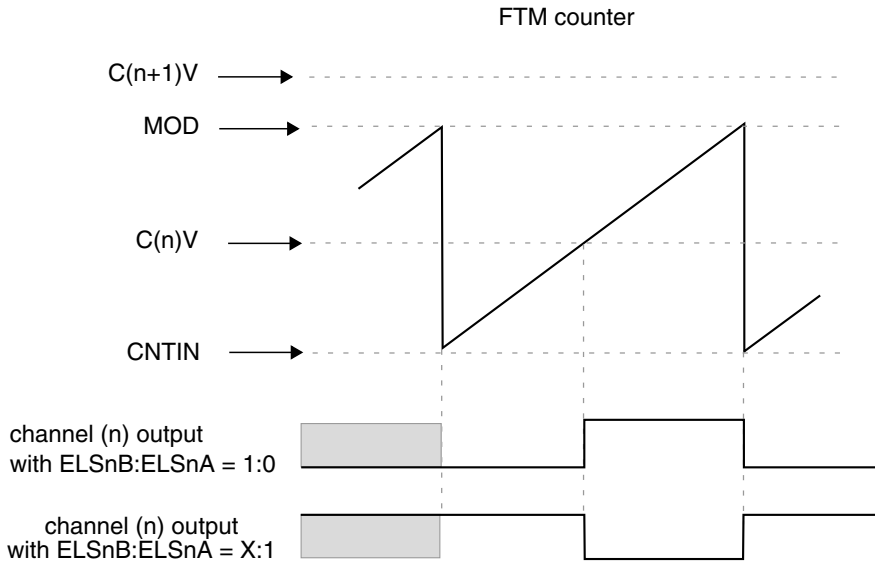 FTM counter
C(n+1)V
MOD
C(n)V
CNTIN
channel (n) output
with ELSnB:ELSnA = 1:0
channel (n) output
with ELSnB:ELSnA = X:1